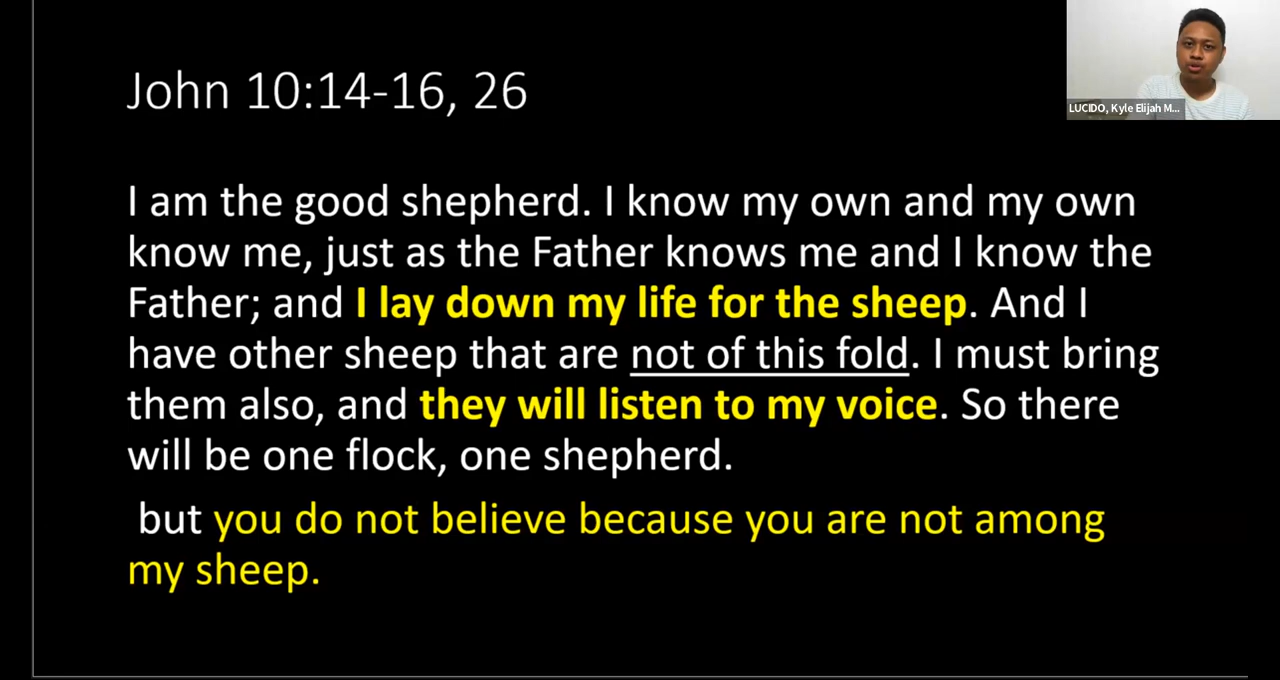 John 10:14-16, 26
LUCIDO, Kyle Elijah M...
I am the good shepherd. I know my own and my own
know me, just as the Father knows me and I know the
Father; and I lay down my life for the sheep. And I
have other sheep that are not of this fold. I must bring
them also, and they will listen to my voice. So there
will be one flock, one shepherd.
but you do not believe because you are not among
my sheep.